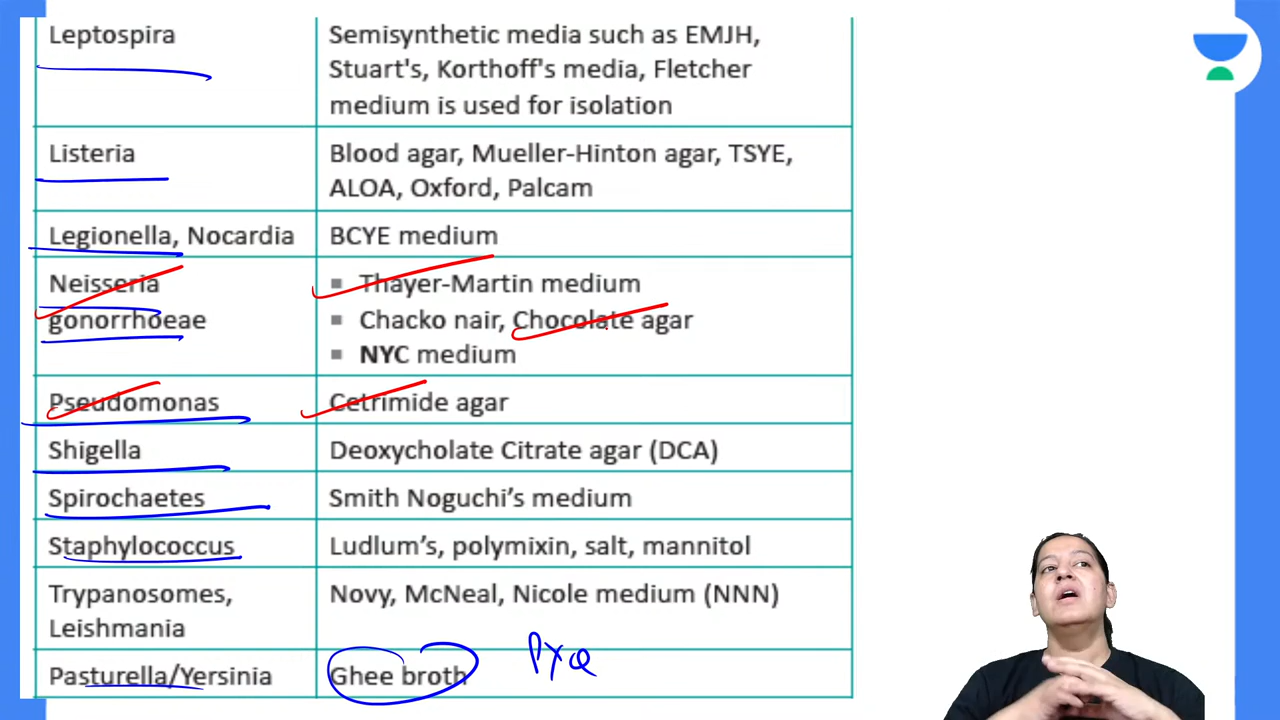 Leptospira
Semisynthetic media such as EMJH,
Stuart's, Korthoff's media, Fletcher
medium is used for isolation
Listeria
Blood agar, Mueller-Hinton agar, TSYE,
ALOA, Oxford, Palcam
Legionella, Nocardia
BCYE medium
Neisseria
gonorrhoeae
▪ Thayer-Martin medium
▪ Chacko nair, Chocolate agar
▪ NYC medium
Pseudomonas
Cetrimide agar
Shigella
Deoxycholate Citrate agar (DCA)
Spirochaetes
Smith Noguchi's medium
Staphylococcus
Ludlum's, polymixin, salt, mannitol
Trypanosomes,
Leishmania
Novy, McNeal, Nicole medium (NNN)
Pasturella/Yersinia
Ghee broth